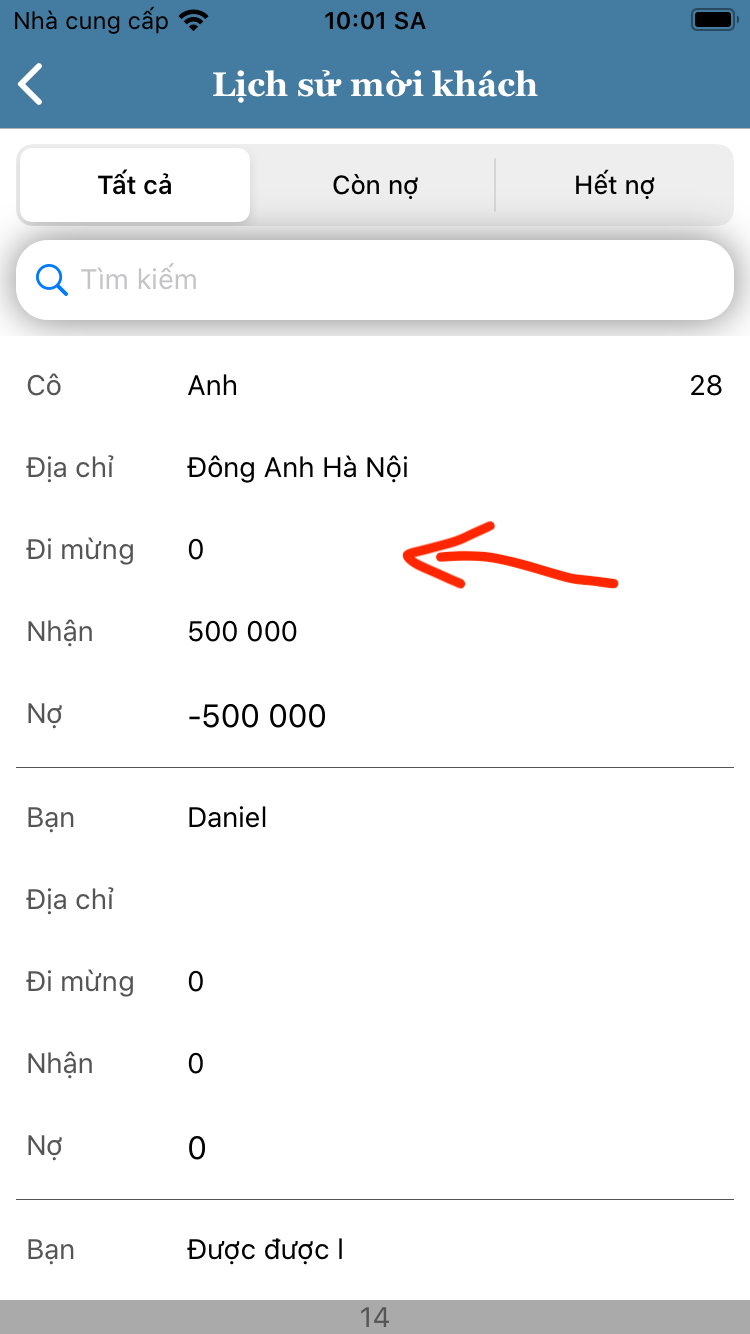 Nhà cung cấp 10:01 SA
Lịch sử mời khách
Tất cả Còn nợ Hết nợ
Tìm kiếm
Cô Anh 28
Địa chỉ Đông Anh Hà Nội
Đi mừng 0
Nhận 500 000
Nợ -500 000
Bạn Daniel
Địa chỉ
Đi mừng 0
Nhận 0
Nợ 0
Bạn Được được l
14